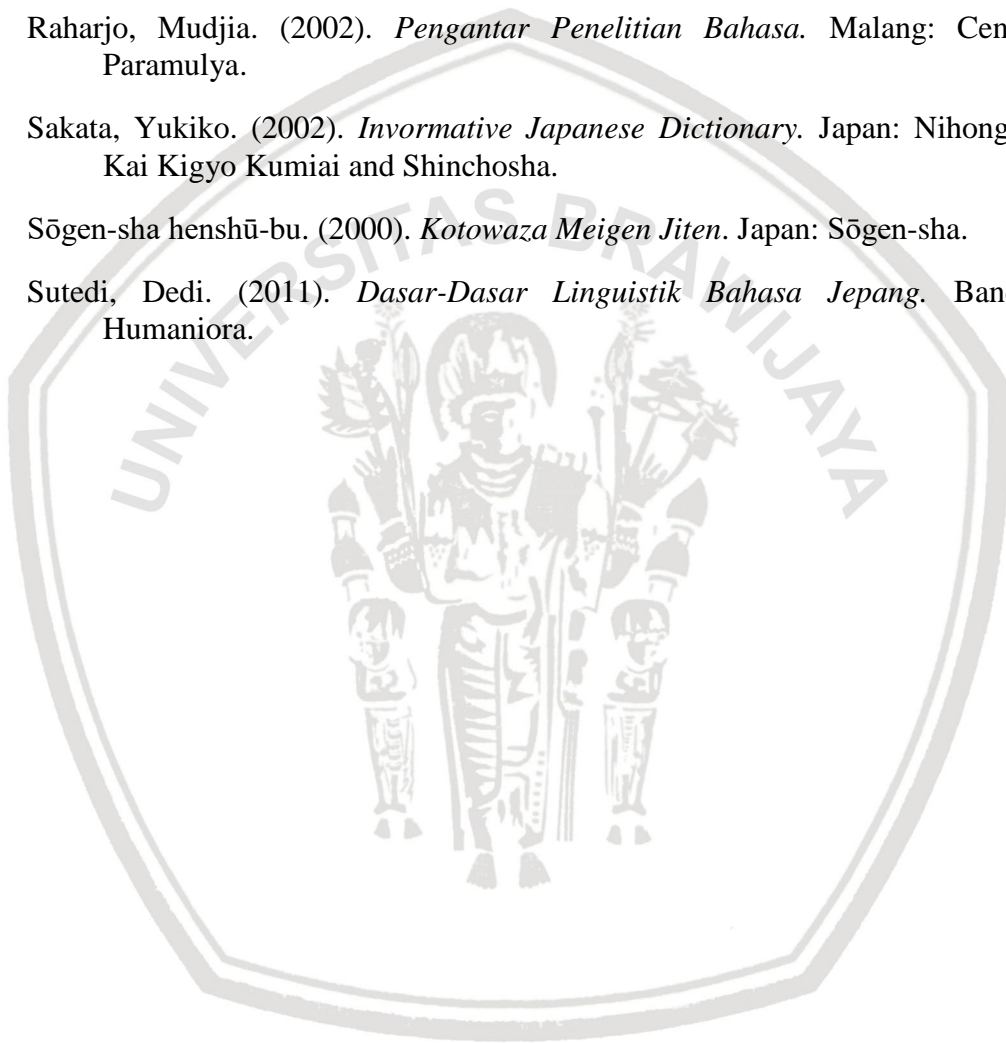 Raharjo, Mudjia. (2002). Pengantar Penelitian Bahasa. Malang: Cen
Paramulya.
Sakata, Yukiko. (2002). Invormative Japanese Dictionary. Japan: Nihong
Kai Kigyo Kumiai and Shinchosha.
Sōgen-sha henshū-bu. (2000). Kotowaza Meigen Jiten. Japan: Sōgen-sha.
Sutedi, Dedi. (2011). Dasar-Dasar Linguistik Bahasa Jepang. Ban
Humaniora.
UNIVERSITAS BRAWIJAYA